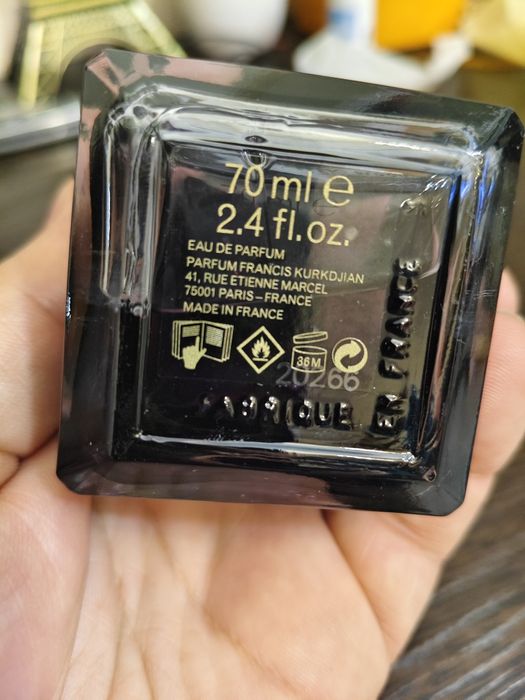 70 ml ℮
2.4 fl.oz.
EAU DE PARFUM
PARFUM FRANCIS KURKDJIAN
41, RUE ETIENNE MARCEL
75001 PARIS – FRANCE
MADE IN FRANCE
36 M
20266
FABRIQUE
EN FRANCE